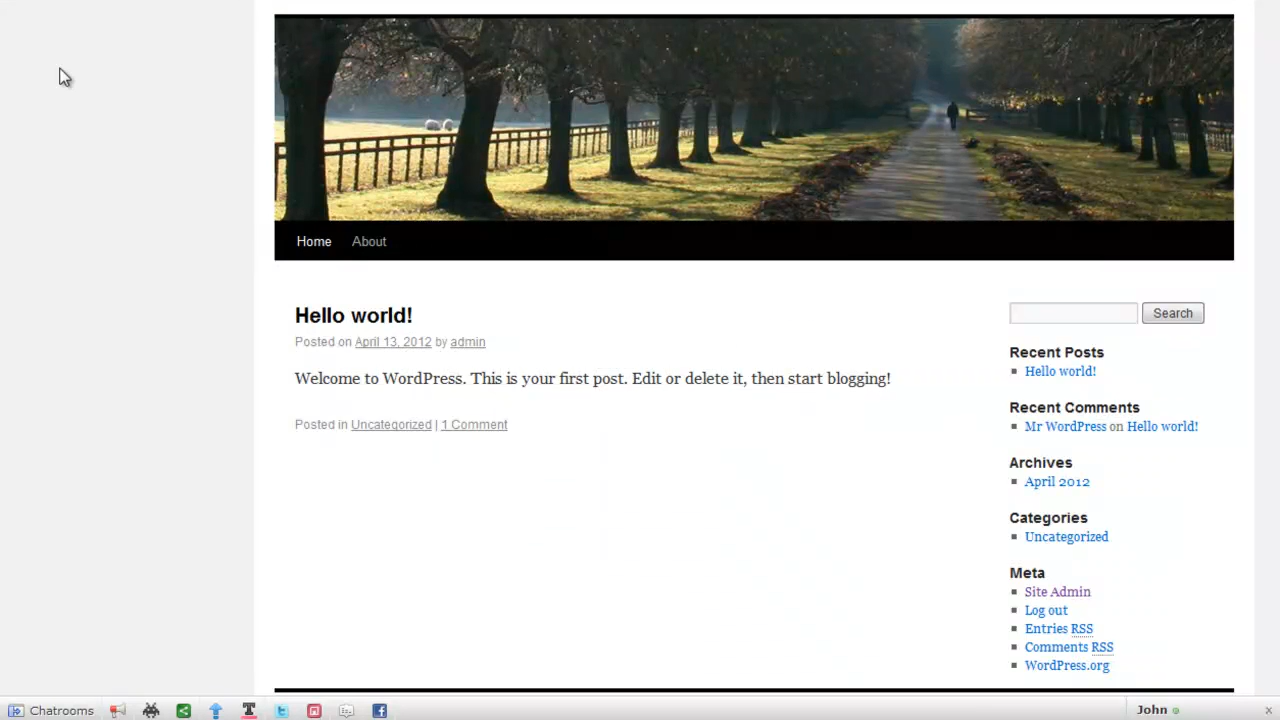 Home About
Hello world!
Posted on April 13, 2012 by admin
Welcome to WordPress. This is your first post. Edit or delete it, then start blogging!
Posted in Uncategorized | 1 Comment
Search
Recent Posts
Hello world!
Recent Comments
Mr WordPress on Hello world!
Archives
April 2012
Categories
Uncategorized
Meta
Site Admin
Log out
Entries RSS
Comments RSS
WordPress.org
Chatrooms
John